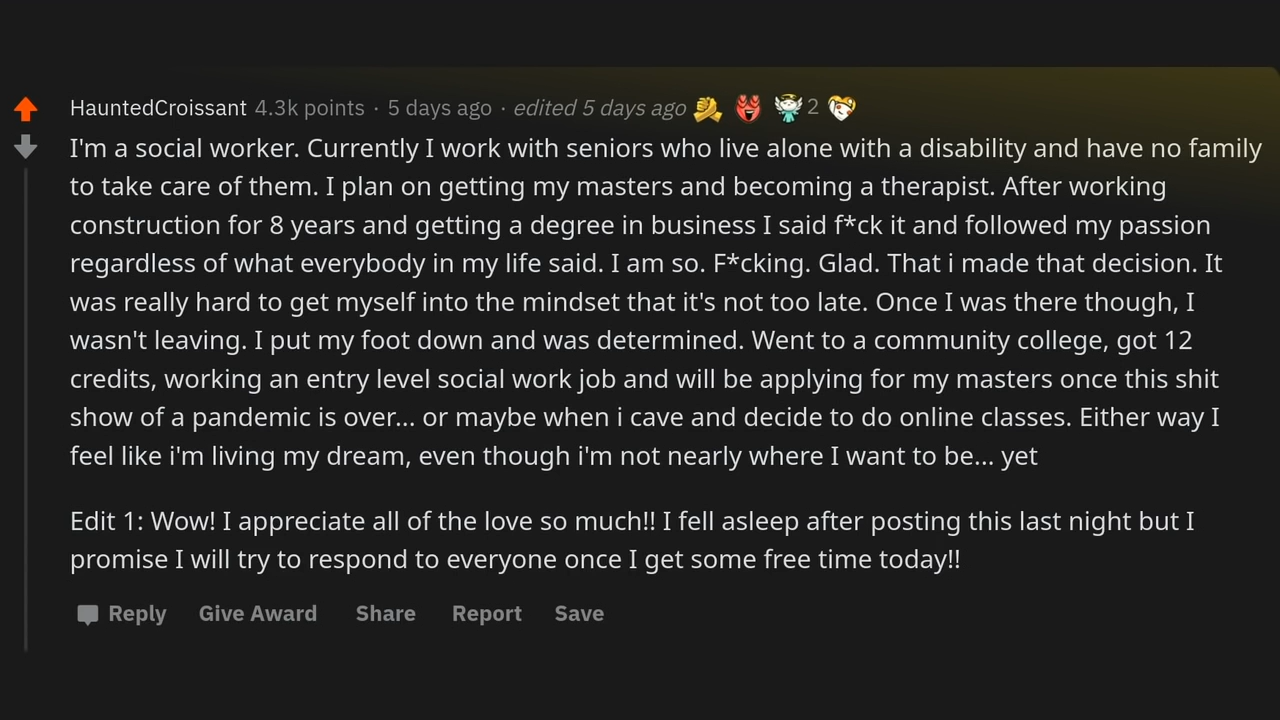 HauntedCroissant 4.3k points · 5 days ago · edited 5 days ago 2
I'm a social worker. Currently I work with seniors who live alone with a disability and have no family
to take care of them. I plan on getting my masters and becoming a therapist. After working
construction for 8 years and getting a degree in business I said f*ck it and followed my passion
regardless of what everybody in my life said. I am so. F*cking. Glad. That i made that decision. It
was really hard to get myself into the mindset that it's not too late. Once I was there though, I
wasn't leaving. I put my foot down and was determined. Went to a community college, got 12
credits, working an entry level social work job and will be applying for my masters once this shit
show of a pandemic is over... or maybe when i cave and decide to do online classes. Either way I
feel like i'm living my dream, even though i'm not nearly where I want to be... yet
Edit 1: Wow! I appreciate all of the love so much!! I fell asleep after posting this last night but I
promise I will try to respond to everyone once I get some free time today!!
Reply Give Award Share Report Save